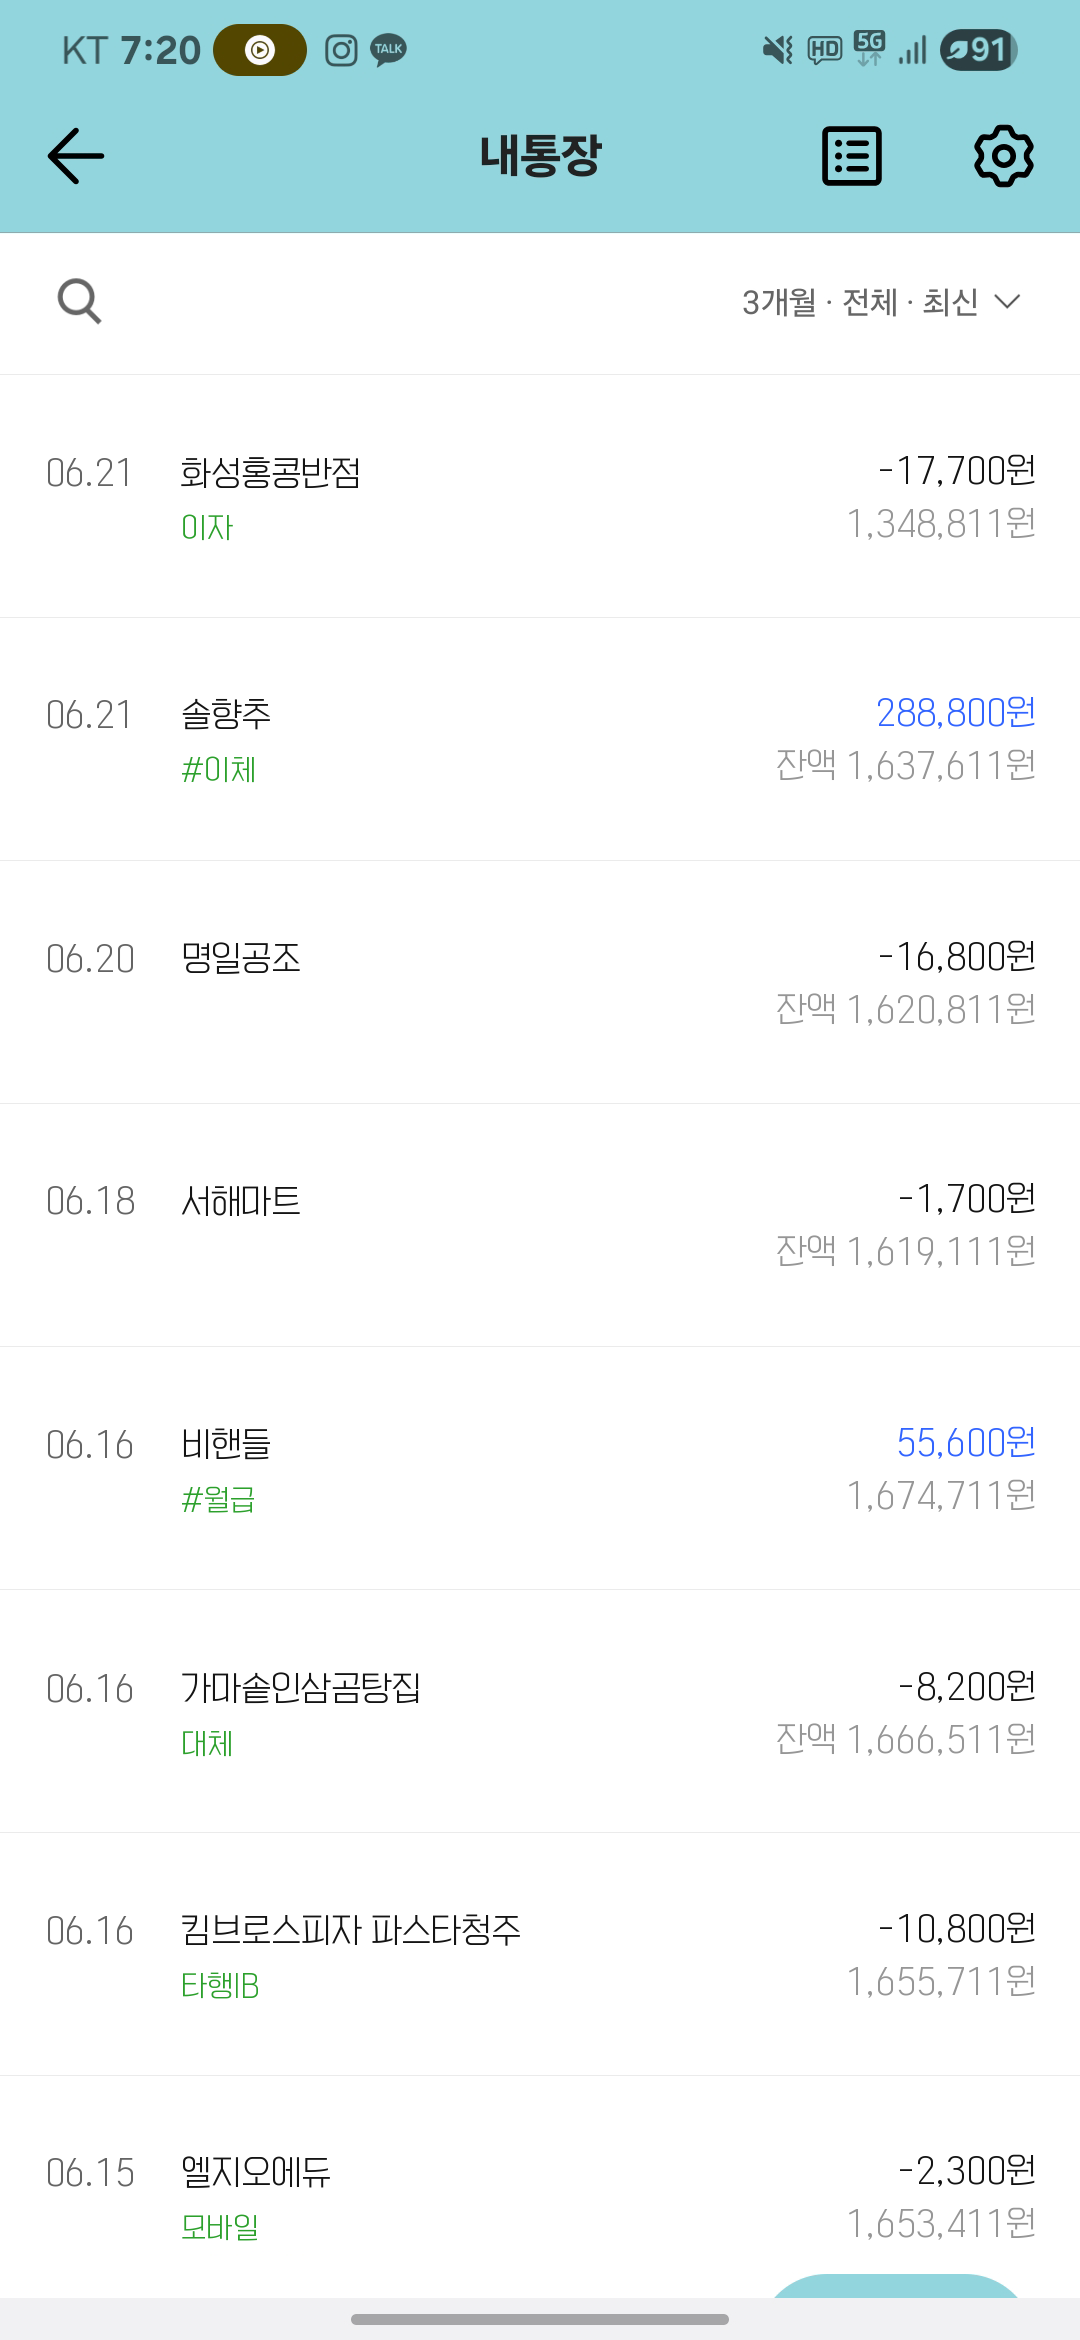 KT 7:20 TALK HD 5G 91
내통장
3개월 · 전체 · 최신
06.21 화성홍콩반점 -17,700원
이자 1,348,811원
06.21 솔향추 288,800원
#이체 잔액 1,637,611원
06.20 명일공조 -16,800원
잔액 1,620,811원
06.18 서해마트 -1,700원
잔액 1,619,111원
06.16 비핸들 55,600원
#월급 1,674,711원
06.16 가마솥인삼곰탕집 -8,200원
대체 잔액 1,666,511원
06.16 킴브로스피자 파스타청주 -10,800원
타행IB 1,655,711원
06.15 엘지오에듀 -2,300원
모바일 1,653,411원